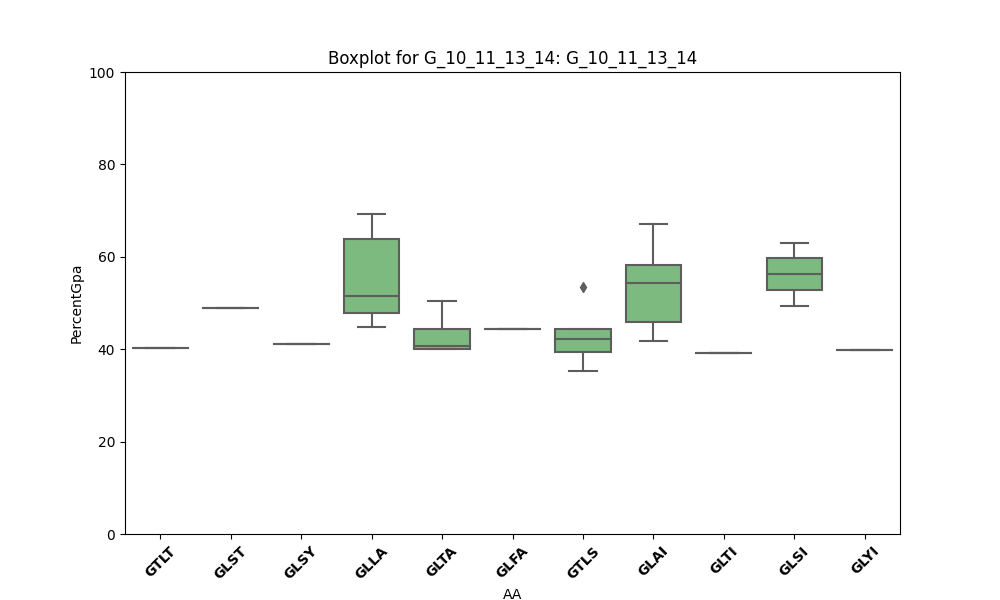 Boxplot for G_10_11_13_14: G_10_11_13_14
100
80
60
40
20
0
PercentGpa
GTLT GLST GLSY GLLA GLTA GLFA GTLS GLAI GLTI GLSI GLYI
AA